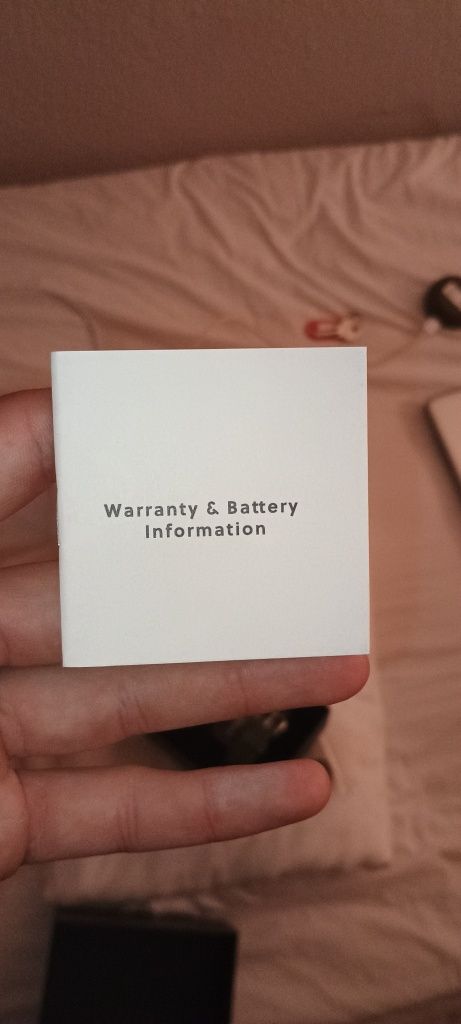 Warranty & Battery
Information